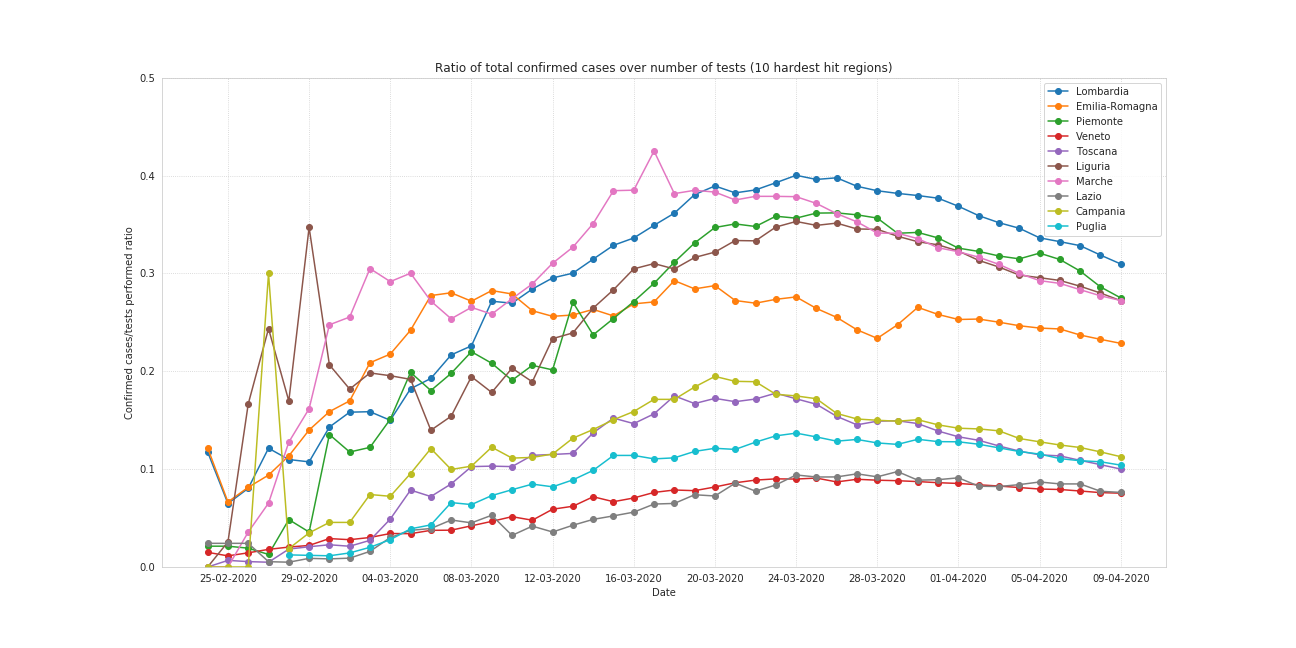 Ratio of total confirmed cases over number of tests (10 hardest hit regions)
0.5
0.4
0.3
0.2
0.1
0.0
Confirmed cases/tests performed ratio
Lombardia
Emilia-Romagna
Piemonte
Veneto
Toscana
Liguria
Marche
Lazio
Campania
Puglia
25-02-2020 29-02-2020 04-03-2020 08-03-2020 12-03-2020 16-03-2020 20-03-2020 24-03-2020 28-03-2020 01-04-2020 05-04-2020 09-04-2020
Date